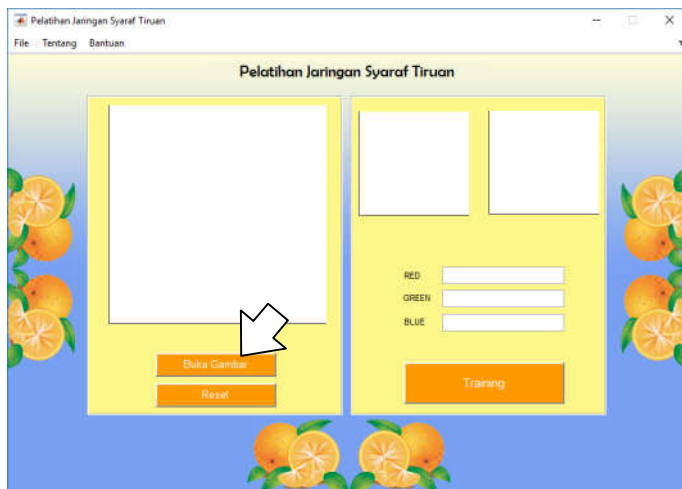 Pelatihan Jaringan Syaraf Tiruan
File Tentang Bantuan
Pelatihan Jaringan Syaraf Tiruan
RED
GREEN
BLUE
Buka Gambar
Reset
Training